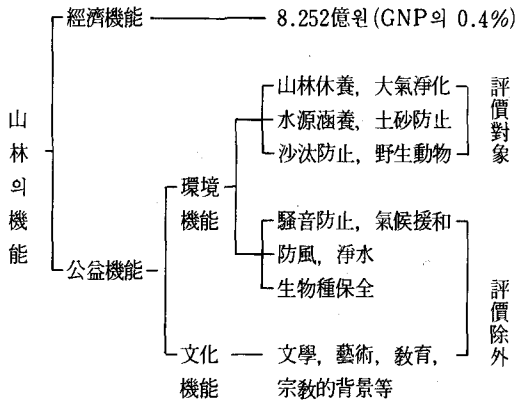 山林의機能
經濟機能
8.252億원(GNP의 0.4%)
公益機能
環境機能
山林休養, 大氣淨化
水源涵養, 土砂防止
沙汰防止, 野生動物
評價對象
騷音防止, 氣候援和
防風, 淨水
生物種保全
文化機能
文學, 藝術, 敎育,
宗敎的背景等
評價除外